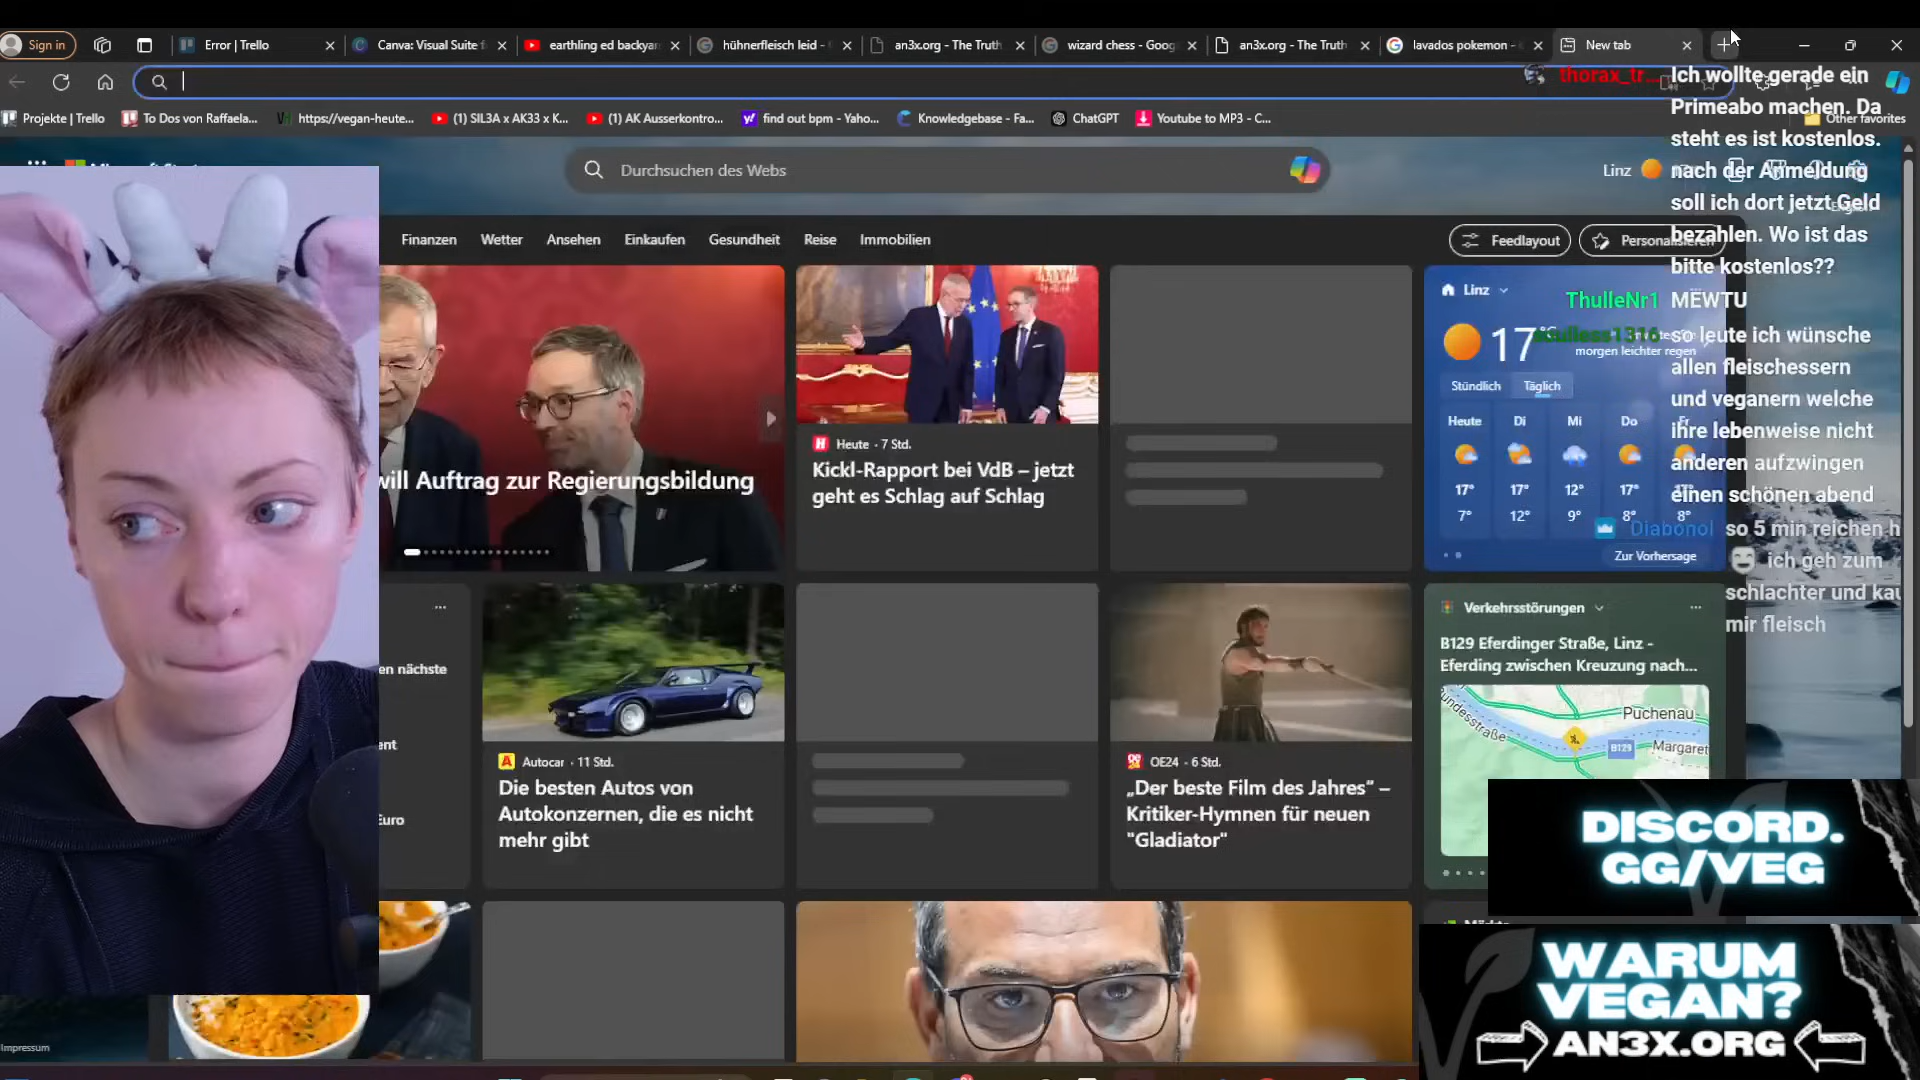 Sign in
Error | Trello
Canva: Visual Suite f
earthling ed backya
hühnerfleisch leid -
an3x.org - The Truth
wizard chess - Goog
an3x.org - The Truth
lavados pokemon -
New tab
Projekte | Trello
To Dos von Raffaela...
https://vegan-heute...
(1) SIL3A x AK33 x K...
(1) AK Ausserkontro...
find out bpm - Yaho...
Knowledgebase - Fa...
ChatGPT
Youtube to MP3 - C...
Other favorites
thorax_tr...
Ich wollte gerade ein
Primeabo machen. Da
steht es ist kostenlos.
nach der Anmeldung
soll ich dort jetzt Geld
bezahlen. Wo ist das
bitte kostenlos??
ThulleNr1 MEWTU
so leute ich wünsche
allen fleischessern
und veganern welche
ihre lebenweise nicht
anderen aufzwingen
einen schönen abend
Diabonol so 5 min reichen h
ich geh zum
schlachter und kau
mir fleisch
Durchsuchen des Webs
Linz
Finanzen
Wetter
Ansehen
Einkaufen
Gesundheit
Reise
Immobilien
Feedlayout
Personalisieren
will Auftrag zur Regierungsbildung
Heute · 7 Std.
Kickl-Rapport bei VdB – jetzt
geht es Schlag auf Schlag
Linz
17 °C
morgen leichter regen
Stündlich
Täglich
Heute Di Mi Do Fr
17° 17° 12° 17°
7° 12° 9° 8° 8°
Zur Vorhersage
en nächste
ent
Euro
Autocar · 11 Std.
Die besten Autos von
Autokonzernen, die es nicht
mehr gibt
OE24 · 6 Std.
„Der beste Film des Jahres“ –
Kritiker-Hymnen für neuen
"Gladiator"
Verkehrsstörungen
B129 Eferdinger Straße, Linz -
Eferding zwischen Kreuzung nach...
Puchenau
B129
Margaret
undesstraße
DISCORD.
GG/VEG
WARUM
VEGAN?
AN3X.ORG
Impressum